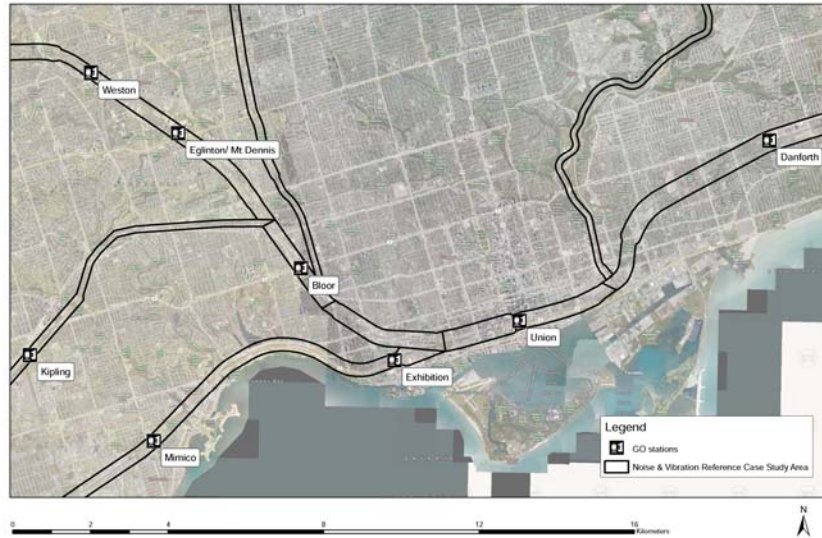 Weston
Eglinton/ Mt Dennis
Danforth
Bloor
Union
Kipling
Exhibition
Mimico
Legend
GO stations
Noise & Vibration Reference Case Study Area
N
0 2 4 8 12 16
Kilometers